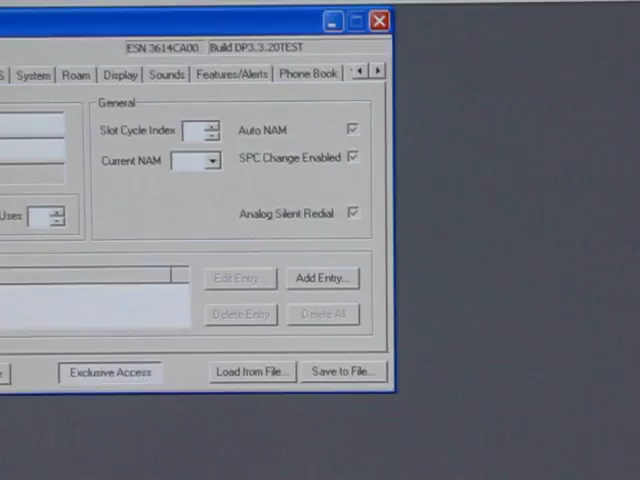 ESN 3614CA00 Build DP3.3.20TEST
S System Roam Display Sounds Features/Alerts Phone Book
General
Slot Cycle Index Auto NAM
Current NAM SPC Change Enabled
Uses Analog Silent Redial
Edit Entry... Add Entry...
Delete Entry Delete All
Exclusive Access Load from File... Save to File...